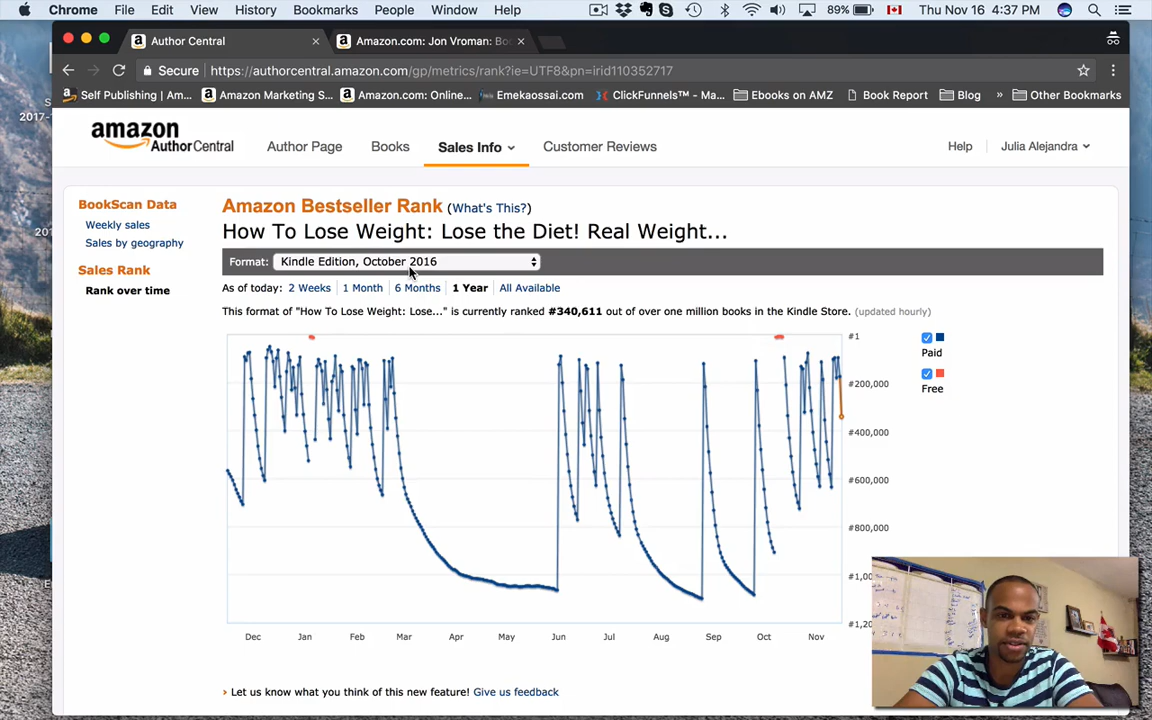 Chrome File Edit View History Bookmarks People Window Help 89% Thu Nov 16 4:37 PM
Author Central Amazon.com: Jon Vroman: Bo
Secure https://authorcentral.amazon.com/gp/metrics/rank?ie=UTF8&pn=irid110352717
Self Publishing | Am... Amazon Marketing S... Amazon.com: Online... Emekaossai.com ClickFunnels™ - Ma... Ebooks on AMZ Book Report Blog » Other Bookmarks
amazon AuthorCentral Author Page Books Sales Info Customer Reviews Help Julia Alejandra
BookScan Data
Weekly sales
Sales by geography
Sales Rank
Rank over time
Amazon Bestseller Rank (What's This?)
How To Lose Weight: Lose the Diet! Real Weight...
Format: Kindle Edition, October 2016
As of today: 2 Weeks 1 Month 6 Months 1 Year All Available
This format of "How To Lose Weight: Lose..." is currently ranked #340,611 out of over one million books in the Kindle Store. (updated hourly)
#1
#200,000
#400,000
#600,000
#800,000
#1,00
#1,20
Paid
Free
Dec Jan Feb Mar Apr May Jun Jul Aug Sep Oct Nov
› Let us know what you think of this new feature! Give us feedback
2017-1